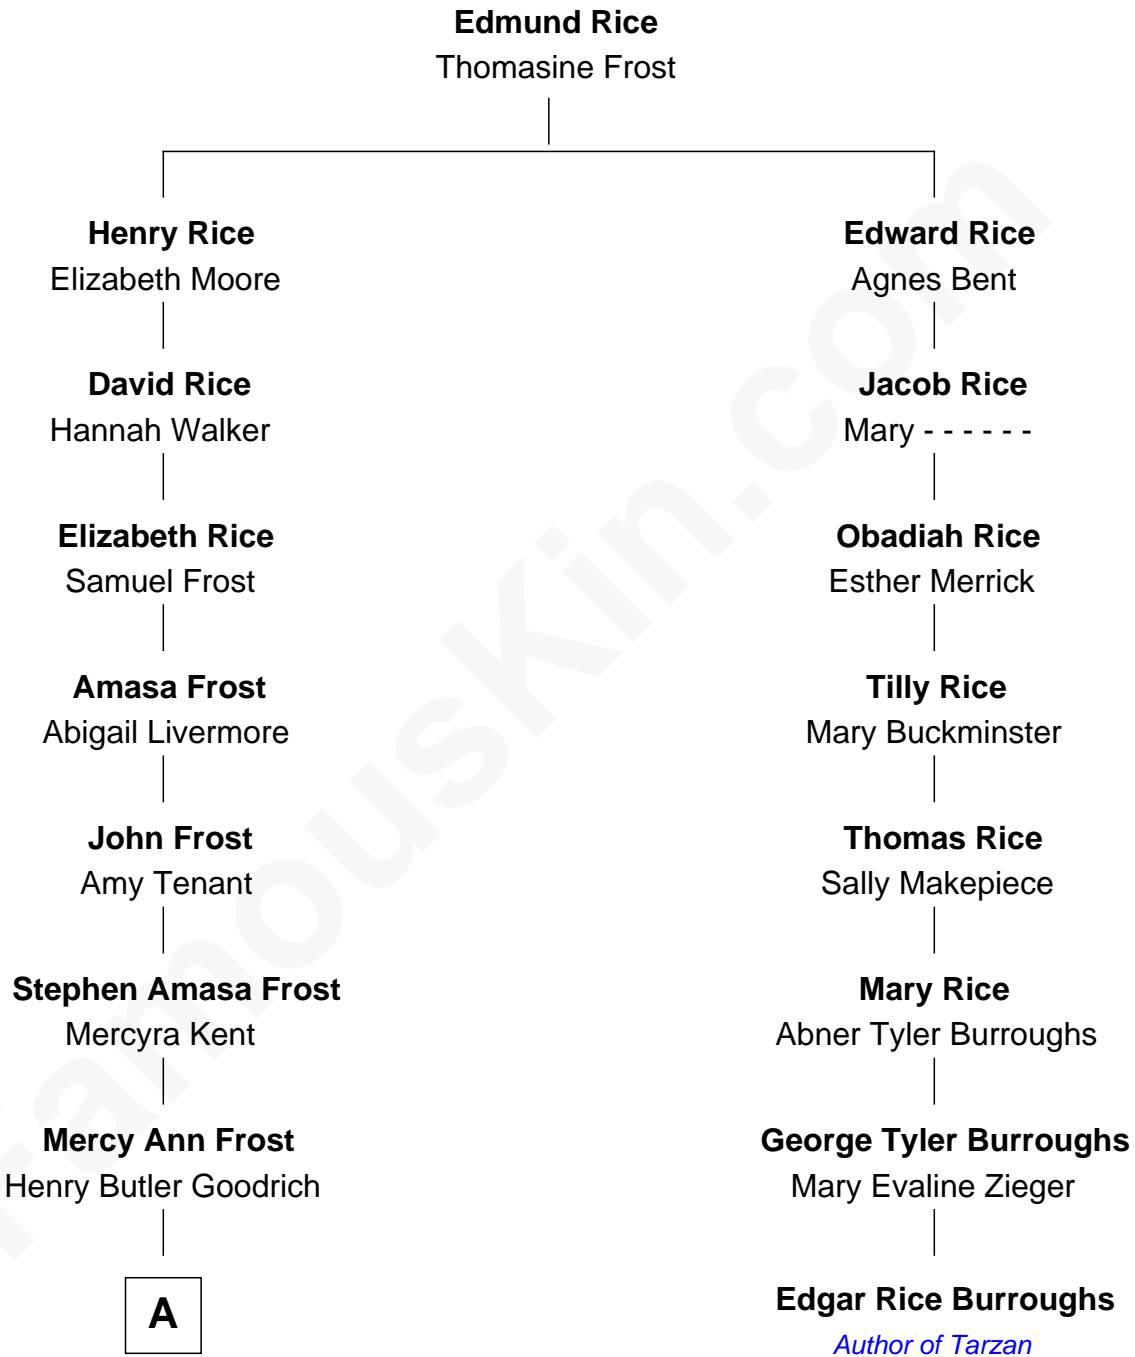 Edmund Rice
Thomasine Frost
Henry Rice
Elizabeth Moore
David Rice
Hannah Walker
Elizabeth Rice
Samuel Frost
Amasa Frost
Abigail Livermore
John Frost
Amy Tenant
Stephen Amasa Frost
Mercyra Kent
Mercy Ann Frost
Henry Butler Goodrich
A
Edward Rice
Agnes Bent
Jacob Rice
Mary - - - - - -
Obadiah Rice
Esther Merrick
Tilly Rice
Mary Buckminster
Thomas Rice
Sally Makepiece
Mary Rice
Abner Tyler Burroughs
George Tyler Burroughs
Mary Evaline Zieger
Edgar Rice Burroughs
Author of Tarzan
FamousKin.com